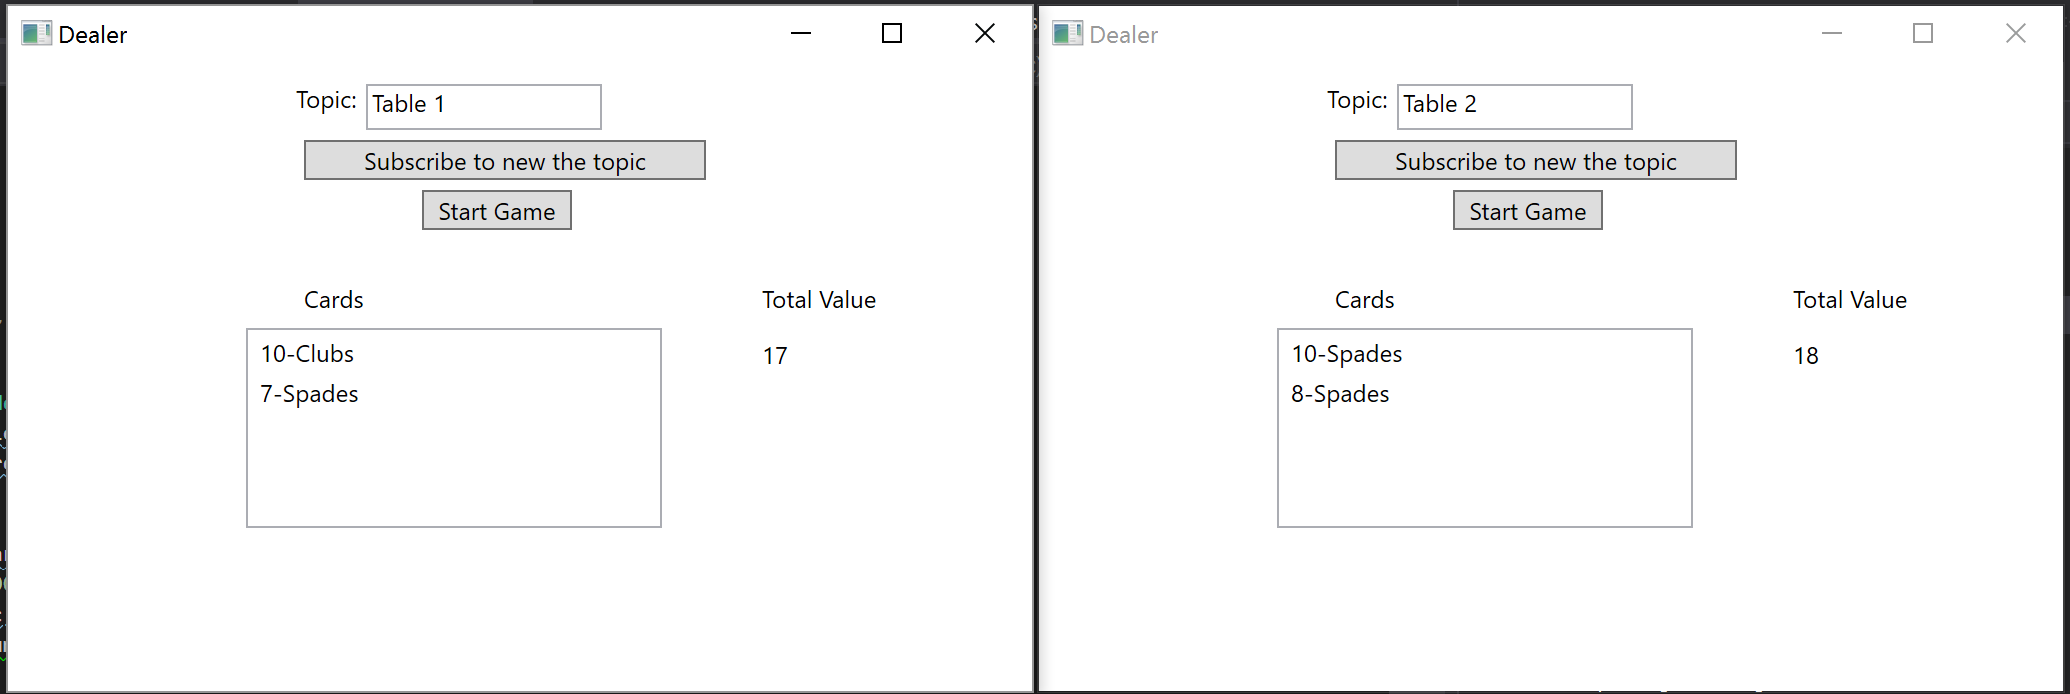 Dealer
Topic: Table 1
Subscribe to new the topic
Start Game
Cards Total Value
10-Clubs 17
7-Spades
Dealer
Topic: Table 2
Subscribe to new the topic
Start Game
Cards Total Value
10-Spades 18
8-Spades